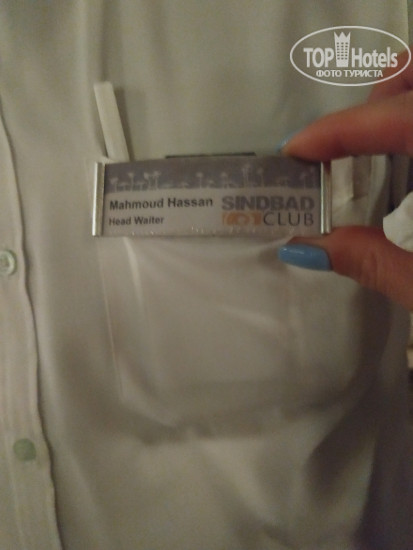 TOP Hotels
ФОТО ТУРИСТА
Mahmoud Hassan
Head Waiter
SINDBAD
CLUB